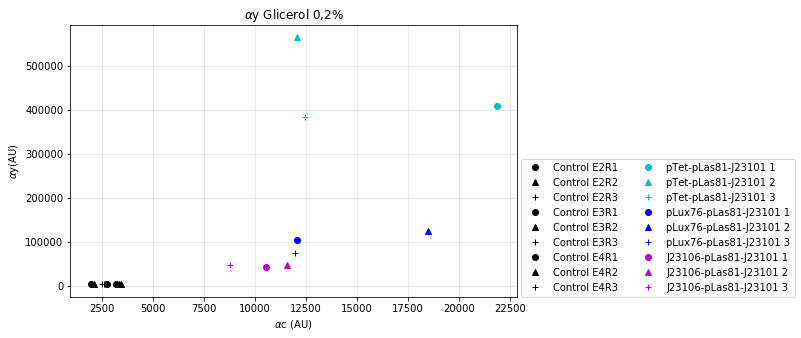 αy Glicerol 0,2%
αy(AU)
500000
400000
300000
200000
100000
0
2500 5000 7500 10000 12500 15000 17500 20000 22500
αc (AU)
Control E2R1
Control E2R2
Control E2R3
Control E3R1
Control E3R2
Control E3R3
Control E4R1
Control E4R2
Control E4R3
pTet-pLas81-J23101 1
pTet-pLas81-J23101 2
pTet-pLas81-J23101 3
pLux76-pLas81-J23101 1
pLux76-pLas81-J23101 2
pLux76-pLas81-J23101 3
J23106-pLas81-J23101 1
J23106-pLas81-J23101 2
J23106-pLas81-J23101 3